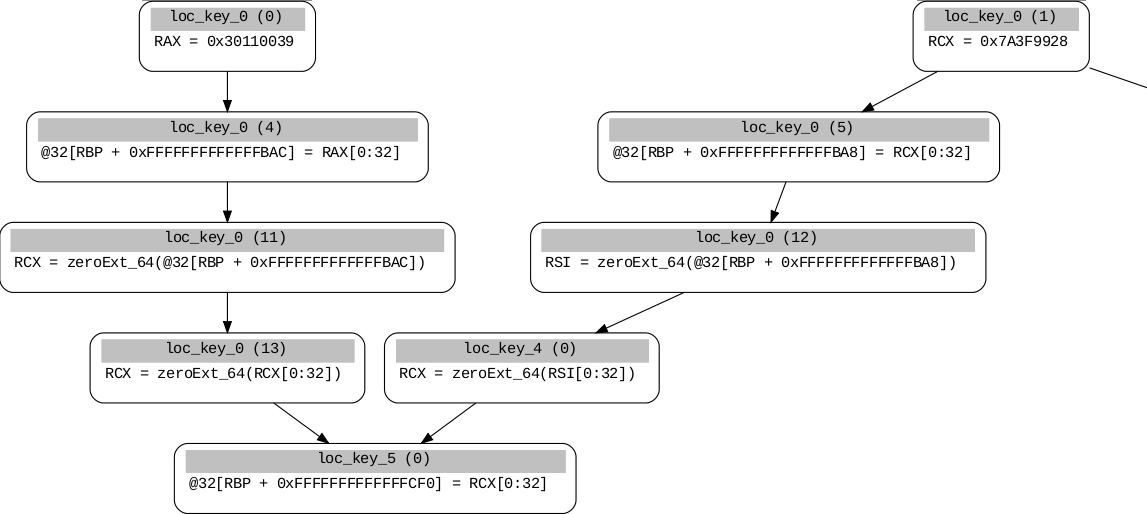 loc_key_0 (0)
RAX = 0x30110039
loc_key_0 (1)
RCX = 0x7A3F9928
loc_key_0 (4)
@32[RBP + 0xFFFFFFFFFFFFFBAC] = RAX[0:32]
loc_key_0 (5)
@32[RBP + 0xFFFFFFFFFFFFFBA8] = RCX[0:32]
loc_key_0 (11)
RCX = zeroExt_64(@32[RBP + 0xFFFFFFFFFFFFFBAC])
loc_key_0 (12)
RSI = zeroExt_64(@32[RBP + 0xFFFFFFFFFFFFFBA8])
loc_key_0 (13)
RCX = zeroExt_64(RCX[0:32])
loc_key_4 (0)
RCX = zeroExt_64(RSI[0:32])
loc_key_5 (0)
@32[RBP + 0xFFFFFFFFFFFFFCF0] = RCX[0:32]